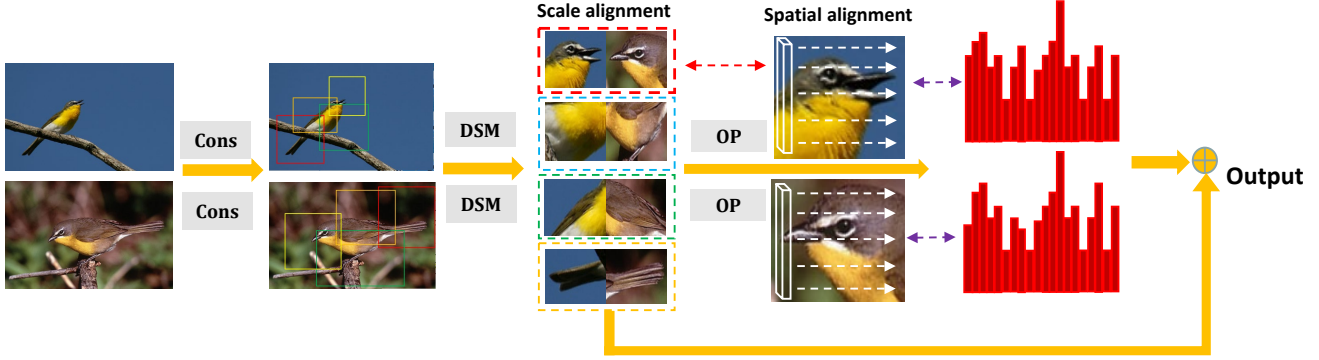 Scale alignment
Spatial alignment
Cons
Cons
DSM
DSM
OP
OP
Output